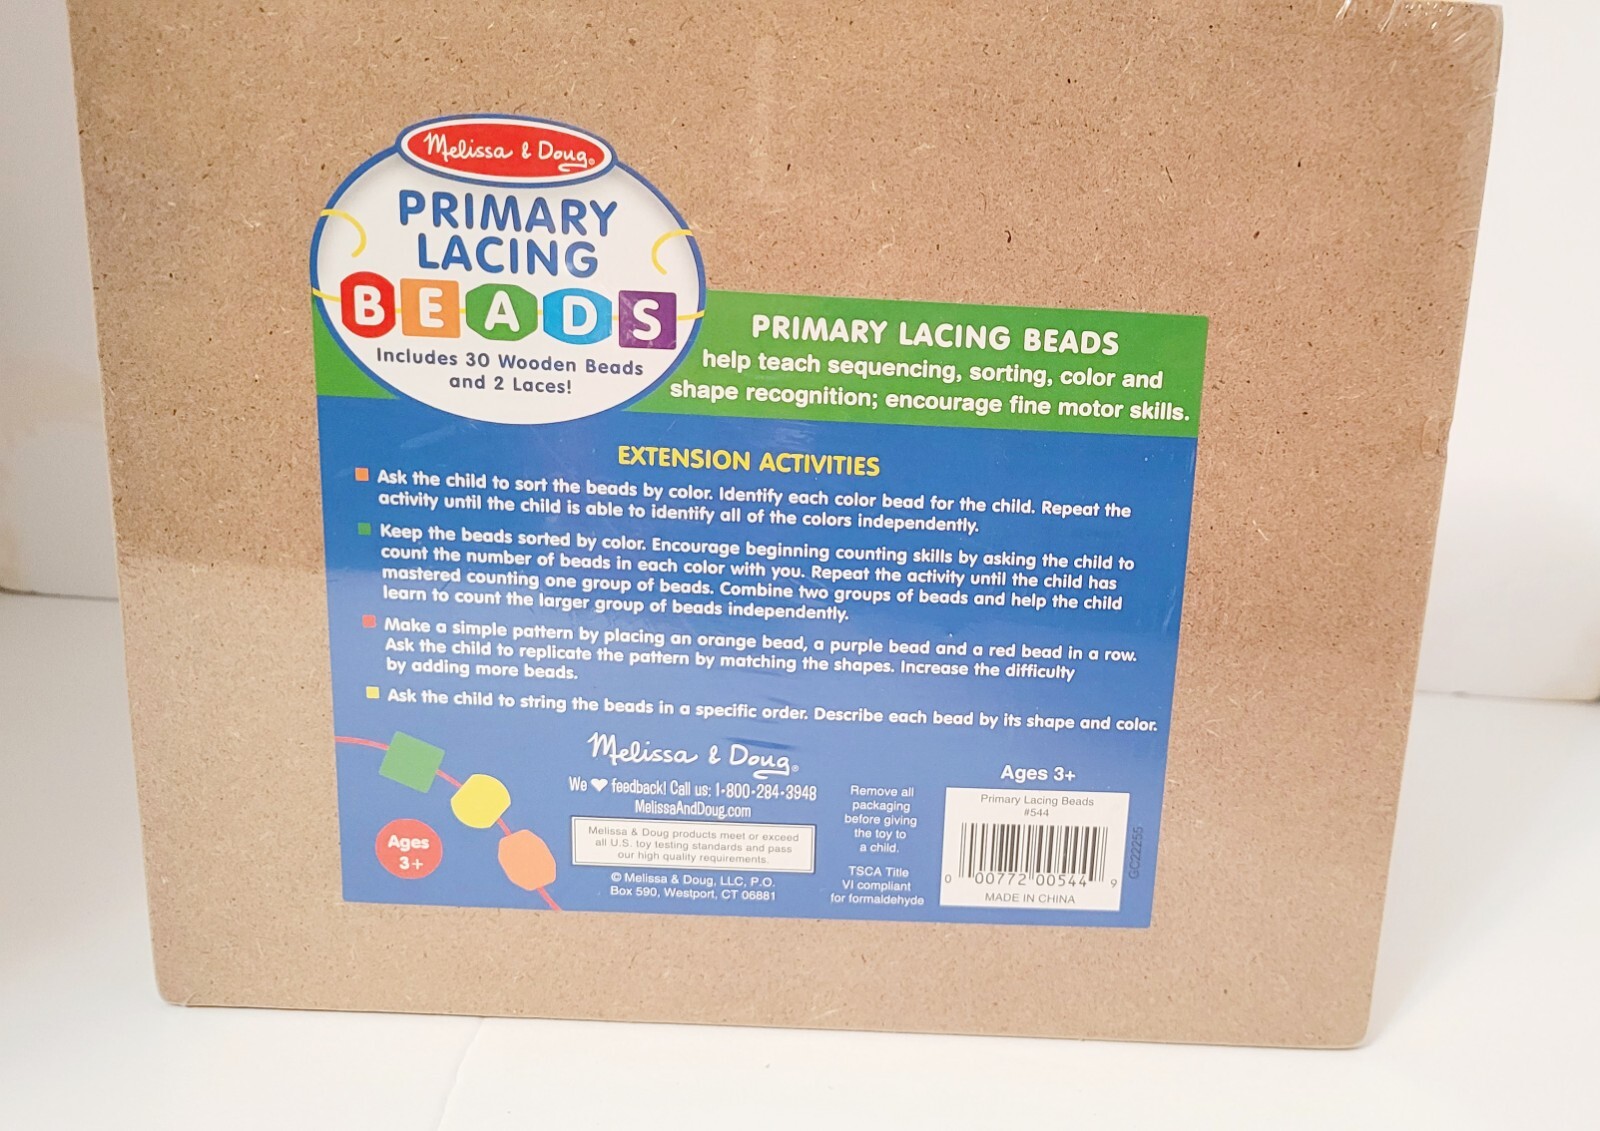 Melissa & Doug®
PRIMARY
LACING
BEADS
Includes 30 Wooden Beads
and 2 Laces!
PRIMARY LACING BEADS
help teach sequencing, sorting, color and
shape recognition; encourage fine motor skills.
EXTENSION ACTIVITIES
Ask the child to sort the beads by color. Identify each color bead for the child. Repeat the
activity until the child is able to identify all of the colors independently.
Keep the beads sorted by color. Encourage beginning counting skills by asking the child to
count the number of beads in each color with you. Repeat the activity until the child has
mastered counting one group of beads. Combine two groups of beads and help the child
learn to count the larger group of beads independently.
Make a simple pattern by placing an orange bead, a purple bead and a red bead in a row.
Ask the child to replicate the pattern by matching the shapes. Increase the difficulty
by adding more beads.
Ask the child to string the beads in a specific order. Describe each bead by its shape and color.
Ages
3+
Melissa & Doug®
We ♥ feedback! Call us: 1-800-284-3948
MelissaAndDoug.com
Melissa & Doug products meet or exceed
all U.S. toy testing standards and pass
our high quality requirements.
© Melissa & Doug, LLC, P.O.
Box 590, Westport, CT 06881
Remove all
packaging
before giving
the toy to
a child.
TSCA Title
VI compliant
for formaldehyde
Ages 3+
Primary Lacing Beads
#544
0 00772 00544 9
MADE IN CHINA
GC22255